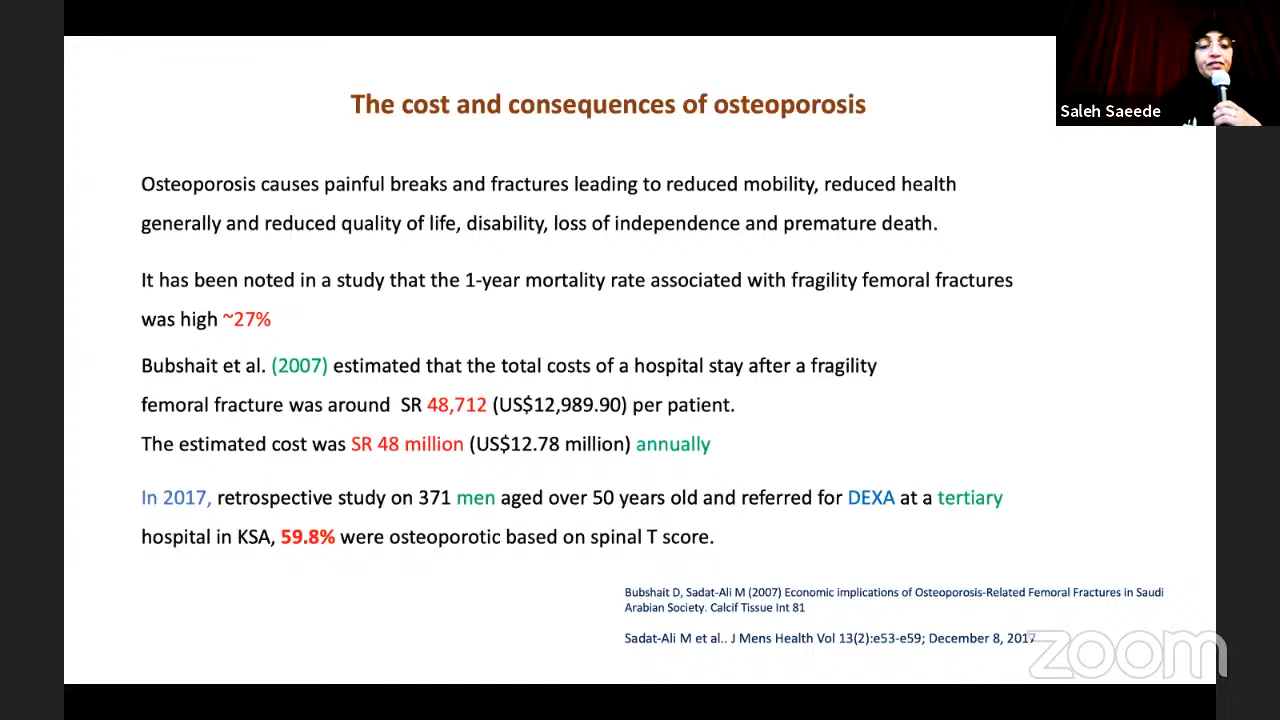 The cost and consequences of osteoporosis
Saleh Saeede
Osteoporosis causes painful breaks and fractures leading to reduced mobility, reduced health
generally and reduced quality of life, disability, loss of independence and premature death.
It has been noted in a study that the 1-year mortality rate associated with fragility femoral fractures
was high ~27%
Bubshait et al. (2007) estimated that the total costs of a hospital stay after a fragility
femoral fracture was around SR 48,712 (US$12,989.90) per patient.
The estimated cost was SR 48 million (US$12.78 million) annually
In 2017, retrospective study on 371 men aged over 50 years old and referred for DEXA at a tertiary
hospital in KSA, 59.8% were osteoporotic based on spinal T score.
Bubshait D, Sadat-Ali M (2007) Economic implications of Osteoporosis-Related Femoral Fractures in Saudi
Arabian Society. Calcif Tissue Int 81
Sadat-Ali M et al.. J Mens Health Vol 13(2):e53-e59; December 8, 2017
zoom